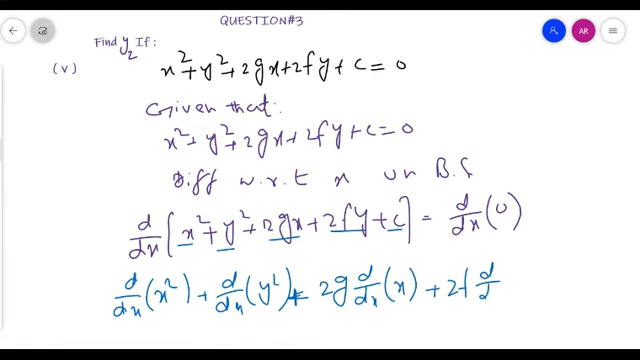 QUESTION#3
Find y₂ If:
(v) x² + y² + 2gx + 2fy + c = 0
Given that:
x² + y² + 2gx + 2fy + c = 0
Diff w.r.t x on B.S
d/dx [x² + y² + 2gx + 2fy + c] = d/dx (0)
d/dx (x²) + d/dx (y²) + 2g d/dx (x) + 2f d/d
AR